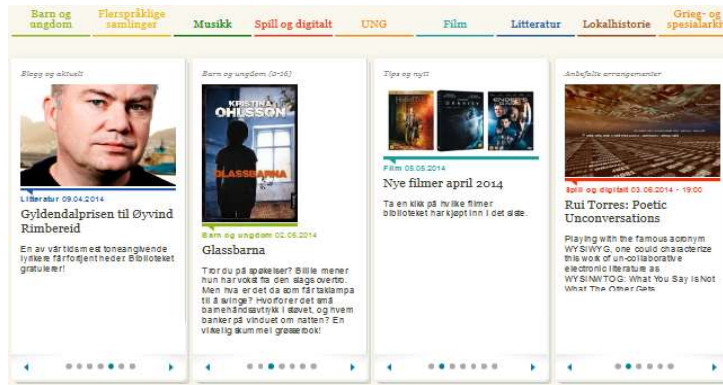 Barn og
ungdom
Flerspråklige
samlinger
Musikk
Spill og digitalt
UNG
Film
Litteratur
Lokalhistorie
Grieg- og
spesialarki
Blogg og aktuelt
Litteratur 09.04.2014
Gyldendalprisen til Øyvind
Rimbereid
En av vår tids mest toneangivende
lyrikere får fortjent heder. Biblioteket
gratulerer!
Barn og ungdom (0-16)
KRISTINA
OHLSSON
GLASSBARNA
Barn og ungdom 02.05.2014
Glassbarna
Tror du på spøkelser? Billie mener
hun har vokst fra den slags overtro.
Men hva er det da som får taklampa
til å svinge? Hvorfor er det små
barnehåndsavtrykk i støvet, og hvem
banker på vinduet om natten? En
virkelig skummel grøsserbok!
Tips og nytt
Film 05.05.2014
Nye filmer april 2014
Ta en kikk på hvilke filmer
biblioteket har kjøpt inn i det siste.
Anbefalte arrangementer
Spill og digitalt 03.06.2014 - 19:00
Rui Torres: Poetic
Unconversations
Playing with the famous acronym
WYSIWYG, one could characterize
this work of un-collaborative
electronic literature as
WYSINWTOG: What You Say Is Not
What The Other Gets